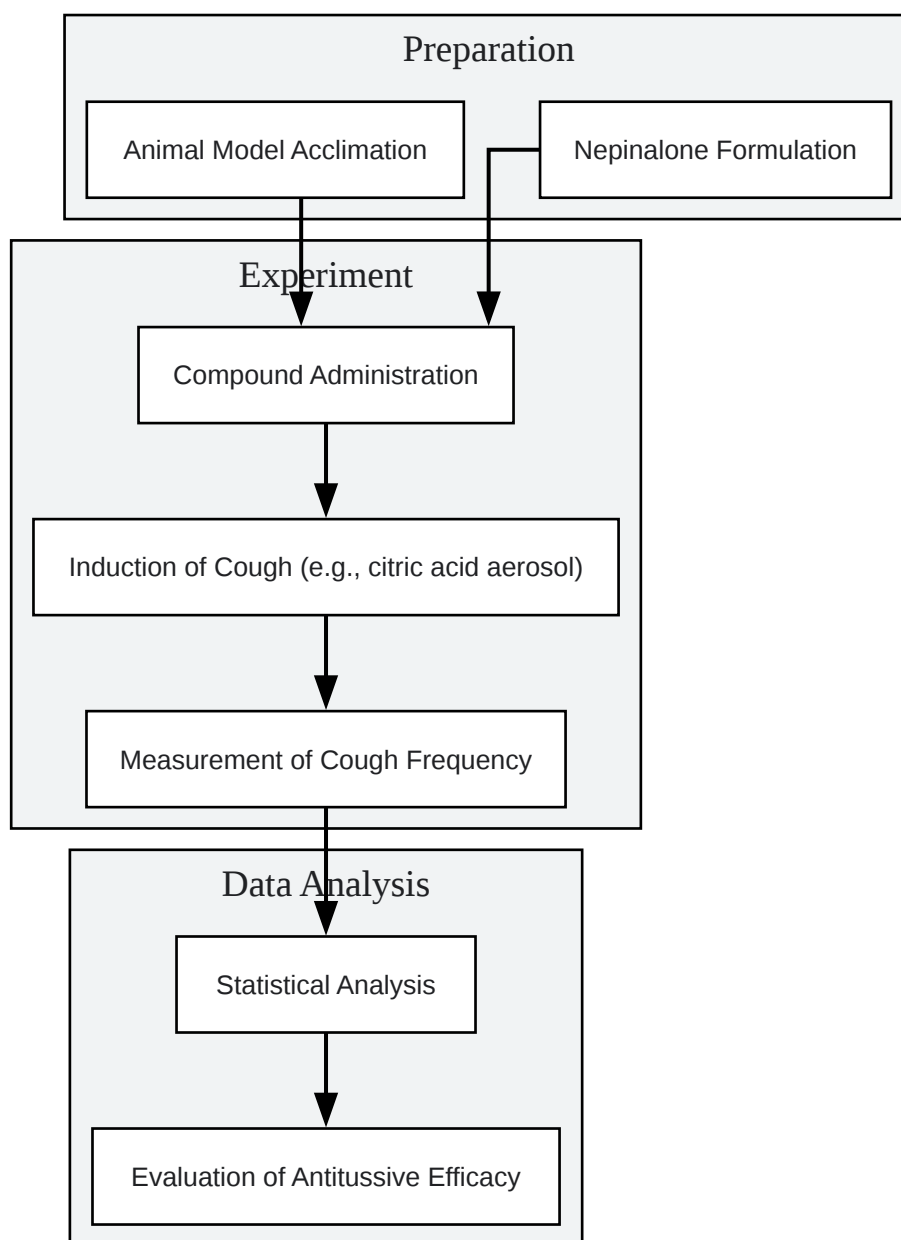 Preparation
Animal Model Acclimation
Nepinalone Formulation
Experiment
Compound Administration
Induction of Cough (e.g., citric acid aerosol)
Measurement of Cough Frequency
Data Analysis
Statistical Analysis
Evaluation of Antitussive Efficacy